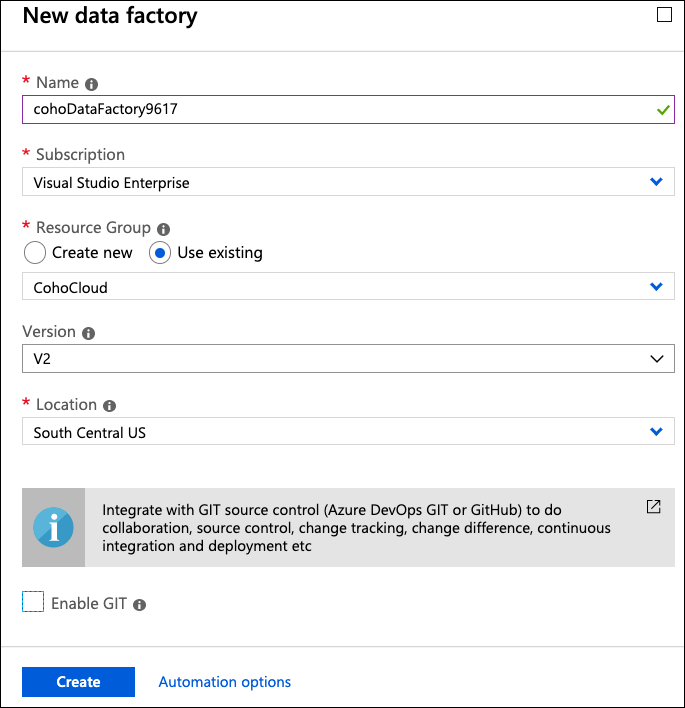 New data factory
* Name
cohoDataFactory9617
* Subscription
Visual Studio Enterprise
* Resource Group
Create new Use existing
CohoCloud
Version
V2
* Location
South Central US
Integrate with GIT source control (Azure DevOps GIT or GitHub) to do
collaboration, source control, change tracking, change difference, continuous
integration and deployment etc
Enable GIT
Create Automation options